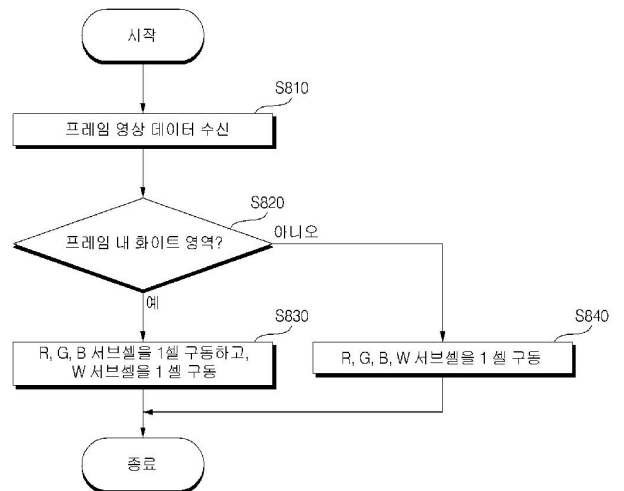 시작
S810
프레임 영상 데이터 수신
S820
프레임 내 화이트 영역?
아니오
예
S830
R, G, B 서브셀을 1셀 구동하고,
W 서브셀을 1 셀 구동
S840
R, G, B, W 서브셀을 1 셀 구동
종료